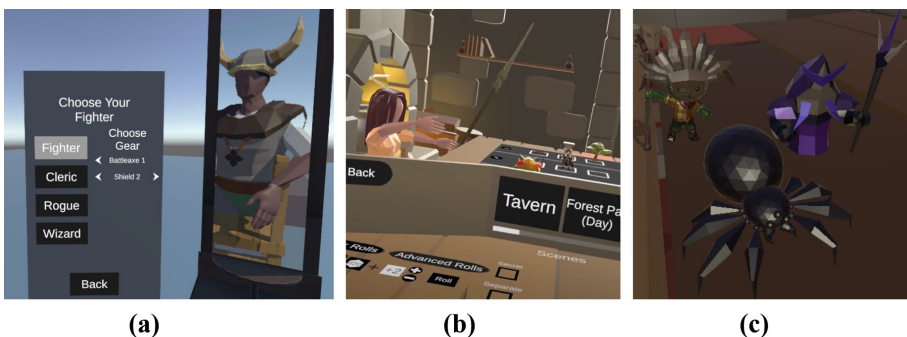 Choose Your
Fighter
Choose
Gear
Fighter
Battleaxe 1
Cleric
Shield 2
Rogue
Wizard
Back
Back
Tavern
Forest
(Day)
Rolls
Advanced Rolls
Secret
Scenes
+
+2
Roll
Separate
(a)
(b)
(c)